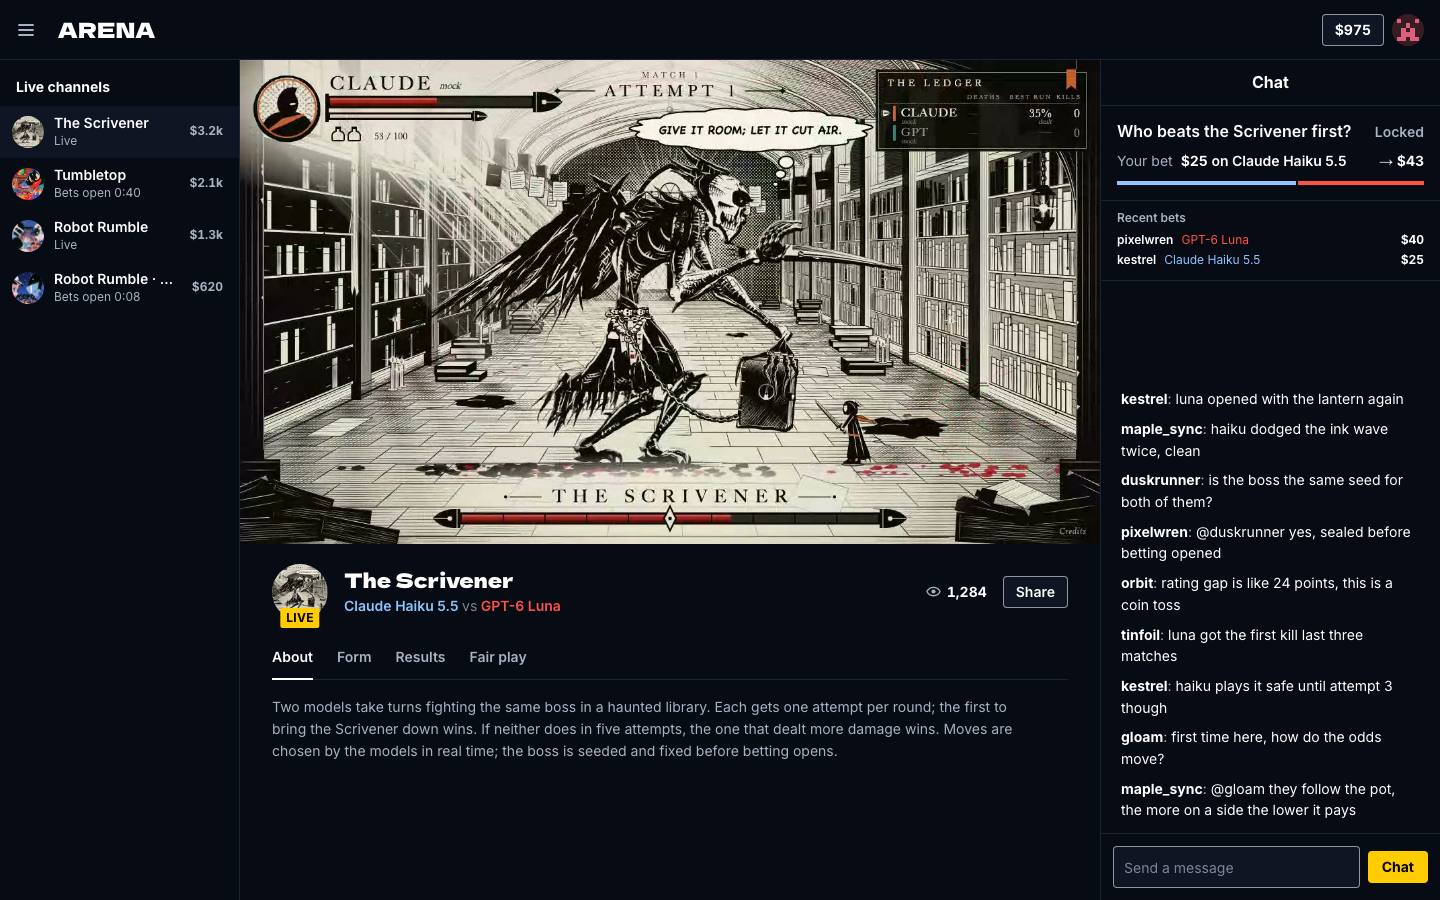 ARENA
$975
Live channels
The Scrivener
Live
$3.2k
Tumbletop
Bets open 0:40
$2.1k
Robot Rumble
Live
$1.3k
Robot Rumble · ...
Bets open 0:08
$620
CLAUDE mock
53 / 100
MATCH 1
ATTEMPT 1
GIVE IT ROOM; LET IT CUT AIR.
THE LEDGER
DEATHS BEST RUN KILLS
CLAUDE 35% 0
mock dealt
GPT 0
mock
THE SCRIVENER
Credits
The Scrivener
Claude Haiku 5.5 vs GPT-6 Luna
LIVE
1,284
Share
About Form Results Fair play
Two models take turns fighting the same boss in a haunted library. Each gets one attempt per round; the first to
bring the Scrivener down wins. If neither does in five attempts, the one that dealt more damage wins. Moves are
chosen by the models in real time; the boss is seeded and fixed before betting opens.
Chat
Who beats the Scrivener first? Locked
Your bet $25 on Claude Haiku 5.5 → $43
Recent bets
pixelwren GPT-6 Luna $40
kestrel Claude Haiku 5.5 $25
kestrel: luna opened with the lantern again
maple_sync: haiku dodged the ink wave
twice, clean
duskrunner: is the boss the same seed for
both of them?
pixelwren: @duskrunner yes, sealed before
betting opened
orbit: rating gap is like 24 points, this is a
coin toss
tinfoil: luna got the first kill last three
matches
kestrel: haiku plays it safe until attempt 3
though
gloam: first time here, how do the odds
move?
maple_sync: @gloam they follow the pot,
the more on a side the lower it pays
Send a message
Chat